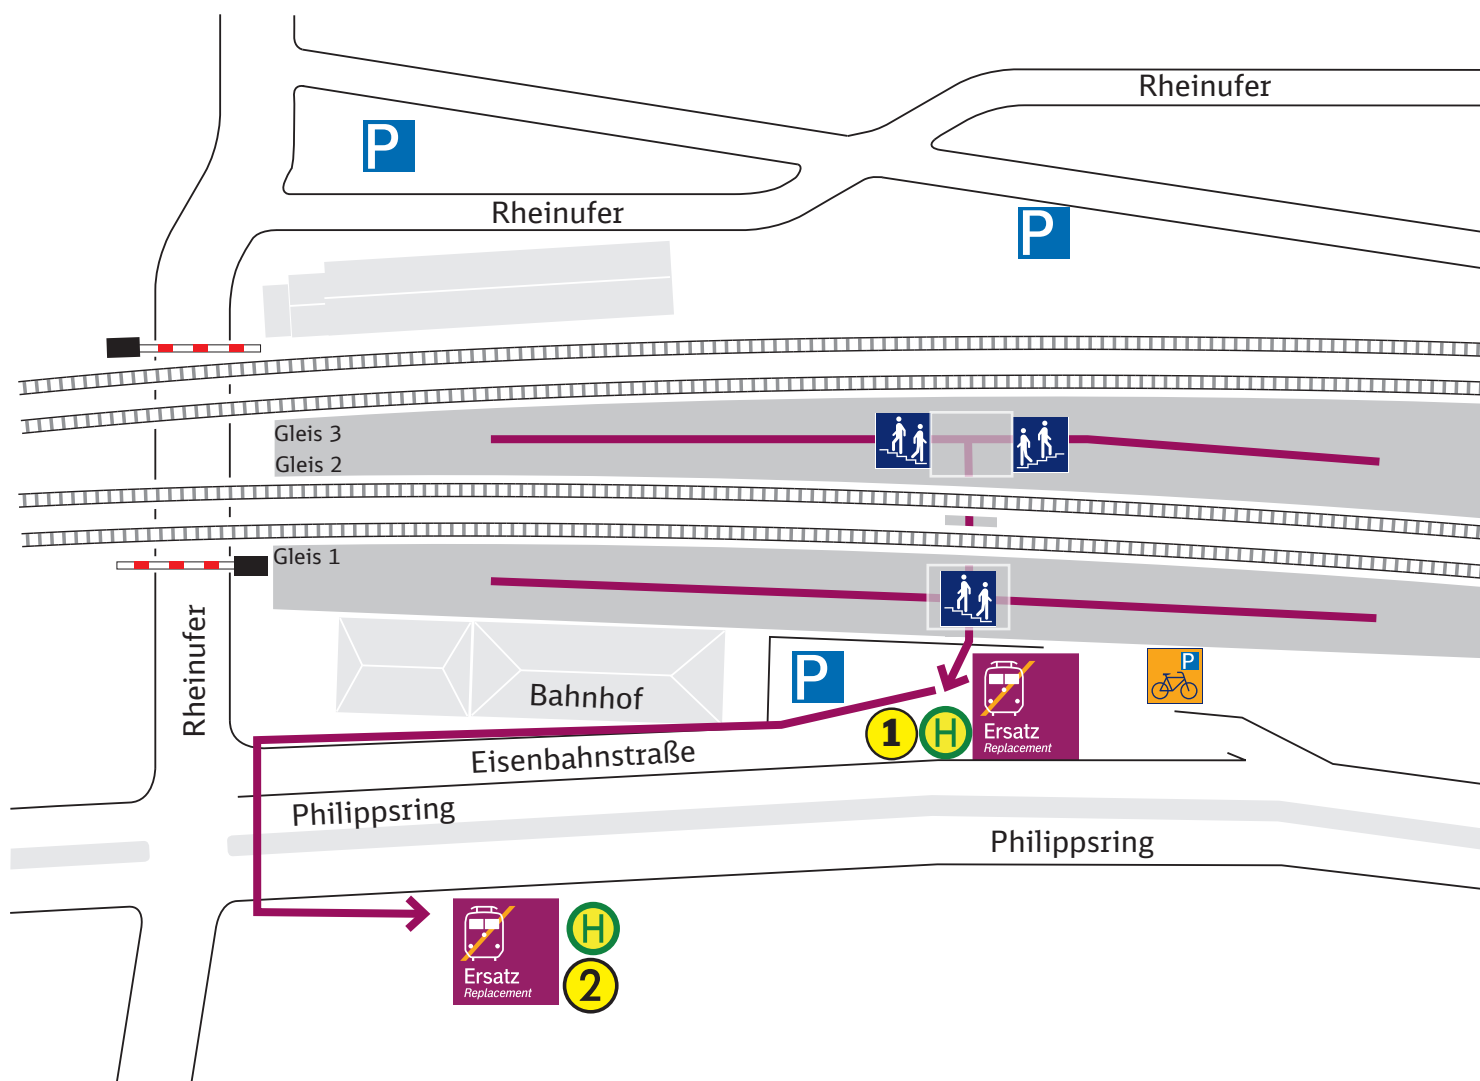 Rheinufer
P
Rheinufer
P
Gleis 3
Gleis 2
Gleis 1
Rheinufer
Bahnhof
P
P
1
H
Ersatz
Replacement
Eisenbahnstraße
Philippsring
Philippsring
Ersatz
Replacement
H
2